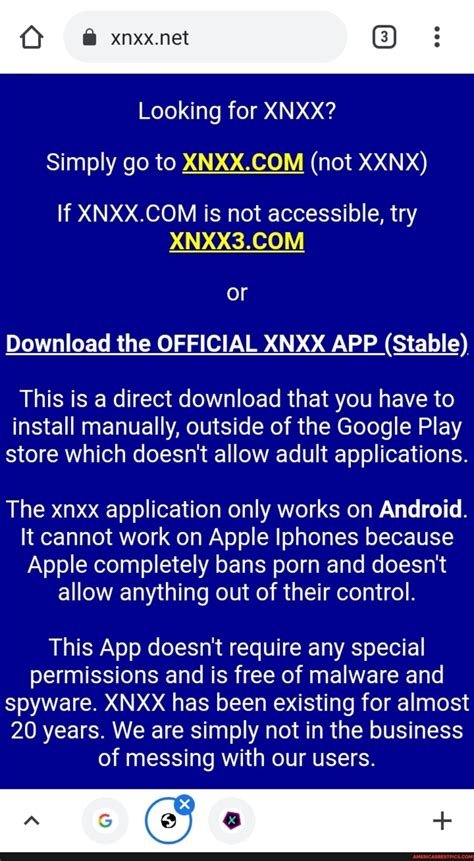 xnxx.net
3
Looking for XNXX?
Simply go to XNXX.COM (not XXNX)
If XNXX.COM is not accessible, try
XNXX3.COM
or
Download the OFFICIAL XNXX APP (Stable)
This is a direct download that you have to
install manually, outside of the Google Play
store which doesn't allow adult applications.
The xnxx application only works on Android.
It cannot work on Apple Iphones because
Apple completely bans porn and doesn't
allow anything out of their control.
This App doesn't require any special
permissions and is free of malware and
spyware. XNXX has been existing for almost
20 years. We are simply not in the business
of messing with our users.
G
X
AMERICASBESTPICS.COM